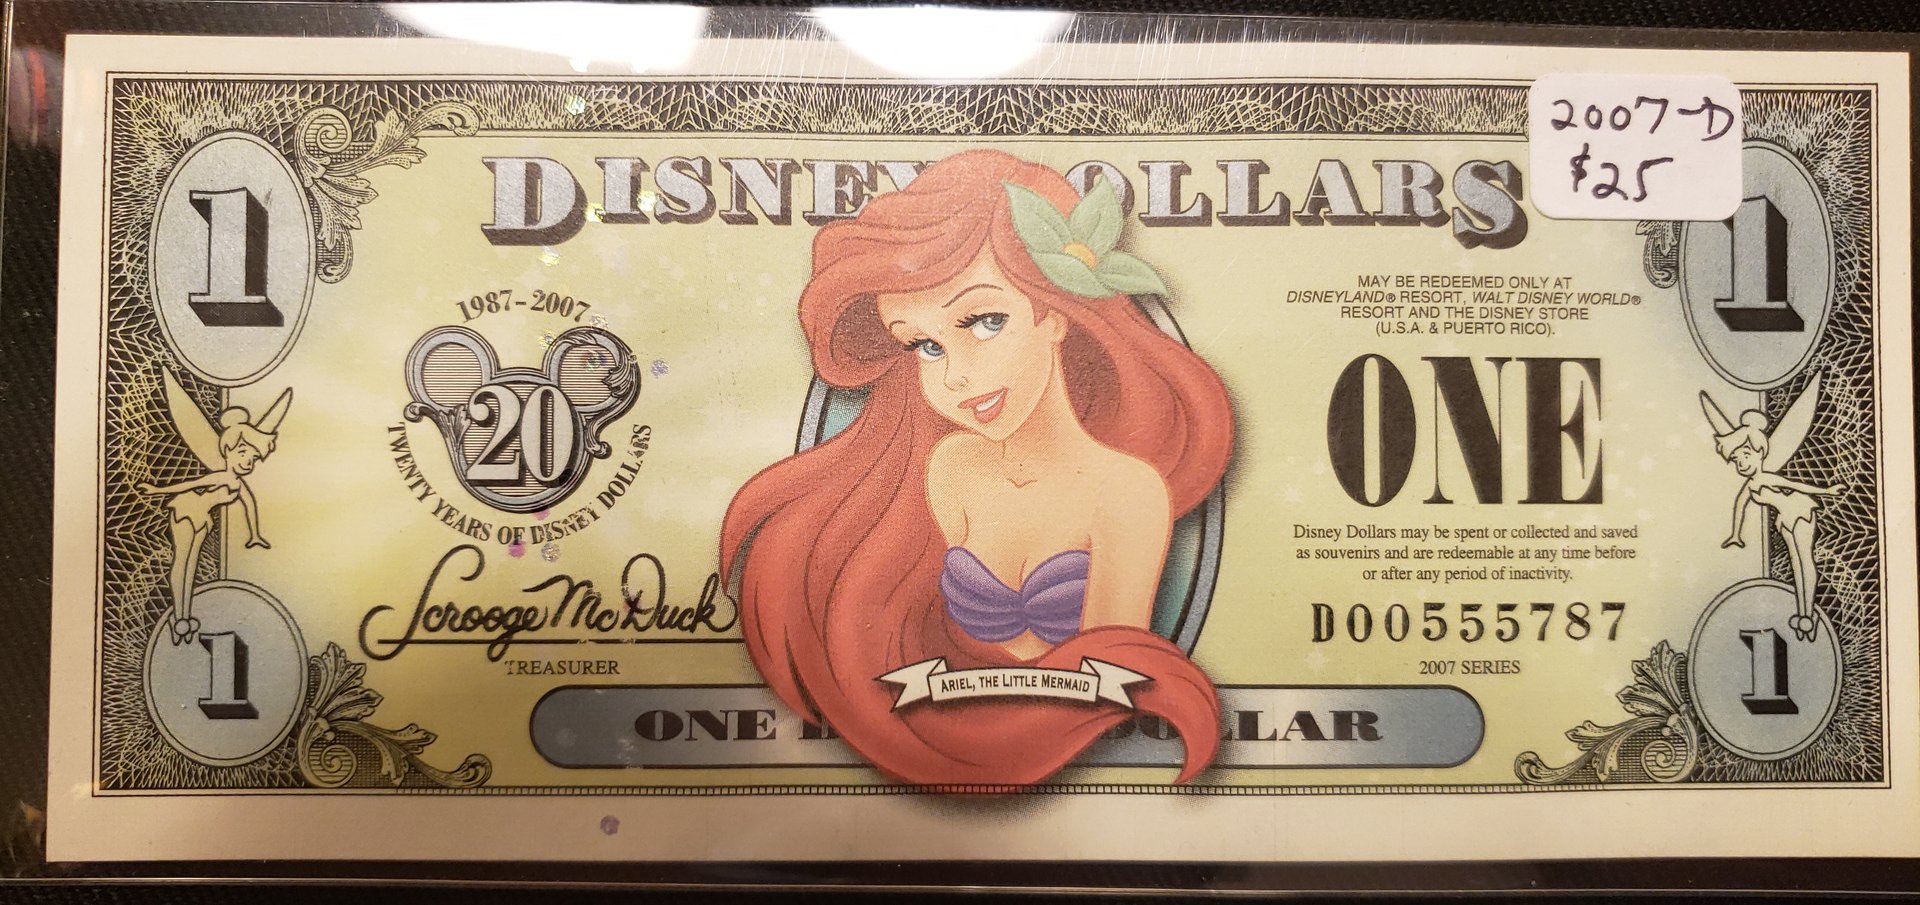 2007-D
$25
DISNEY DOLLARS
1
1
1987-2007
20
TWENTY YEARS OF DISNEY DOLLARS
MAY BE REDEEMED ONLY AT
DISNEYLAND® RESORT, WALT DISNEY WORLD®
RESORT AND THE DISNEY STORE
(U.S.A. & PUERTO RICO).
ONE
Disney Dollars may be spent or collected and saved
as souvenirs and are redeemable at any time before
or after any period of inactivity.
D00555787
2007 SERIES
Scrooge McDuck
TREASURER
ARIEL, THE LITTLE MERMAID
ONE D DOLLAR
1
1